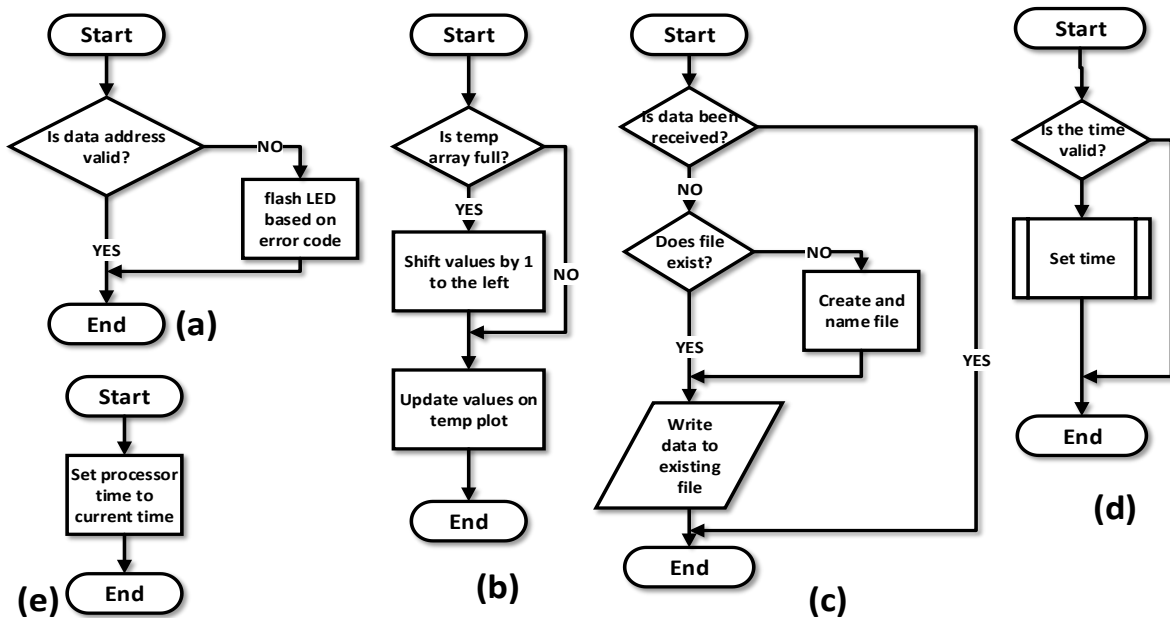 Start
Is data address
valid?
NO
flash LED
based on
error code
YES
End
(a)
Start
Is temp
array full?
YES
Shift values by 1
to the left
NO
Update values on
temp plot
End
(b)
Start
Is data been
received?
NO
Does file
exist?
NO
Create and
name file
YES
YES
Write
data to
existing
file
End
(c)
Start
Is the time
valid?
Set time
End
(d)
Start
Set processor
time to
current time
End
(e)